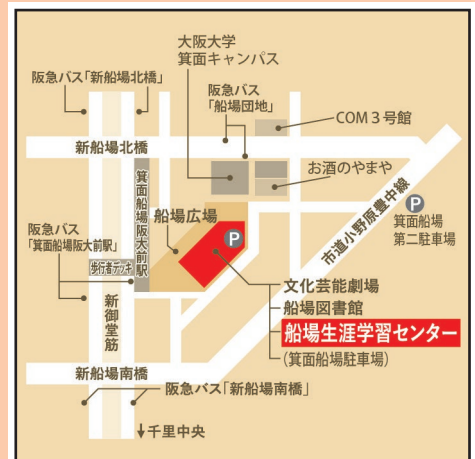 大阪大学
箕面キャンパス
阪急バス「新船場北橋」
阪急バス
「船場団地」
COM３号館
新船場北橋
お酒のやまや
箕面船場阪大前駅
船場広場
P
市道小野原豊中線
P
箕面船場
第二駐車場
阪急バス
「箕面船場阪大前駅」
歩行者デッキ
新御堂筋
文化芸能劇場
船場図書館
船場生涯学習センター
(箕面船場駐車場)
新船場南橋
阪急バス「新船場南橋」
↓千里中央